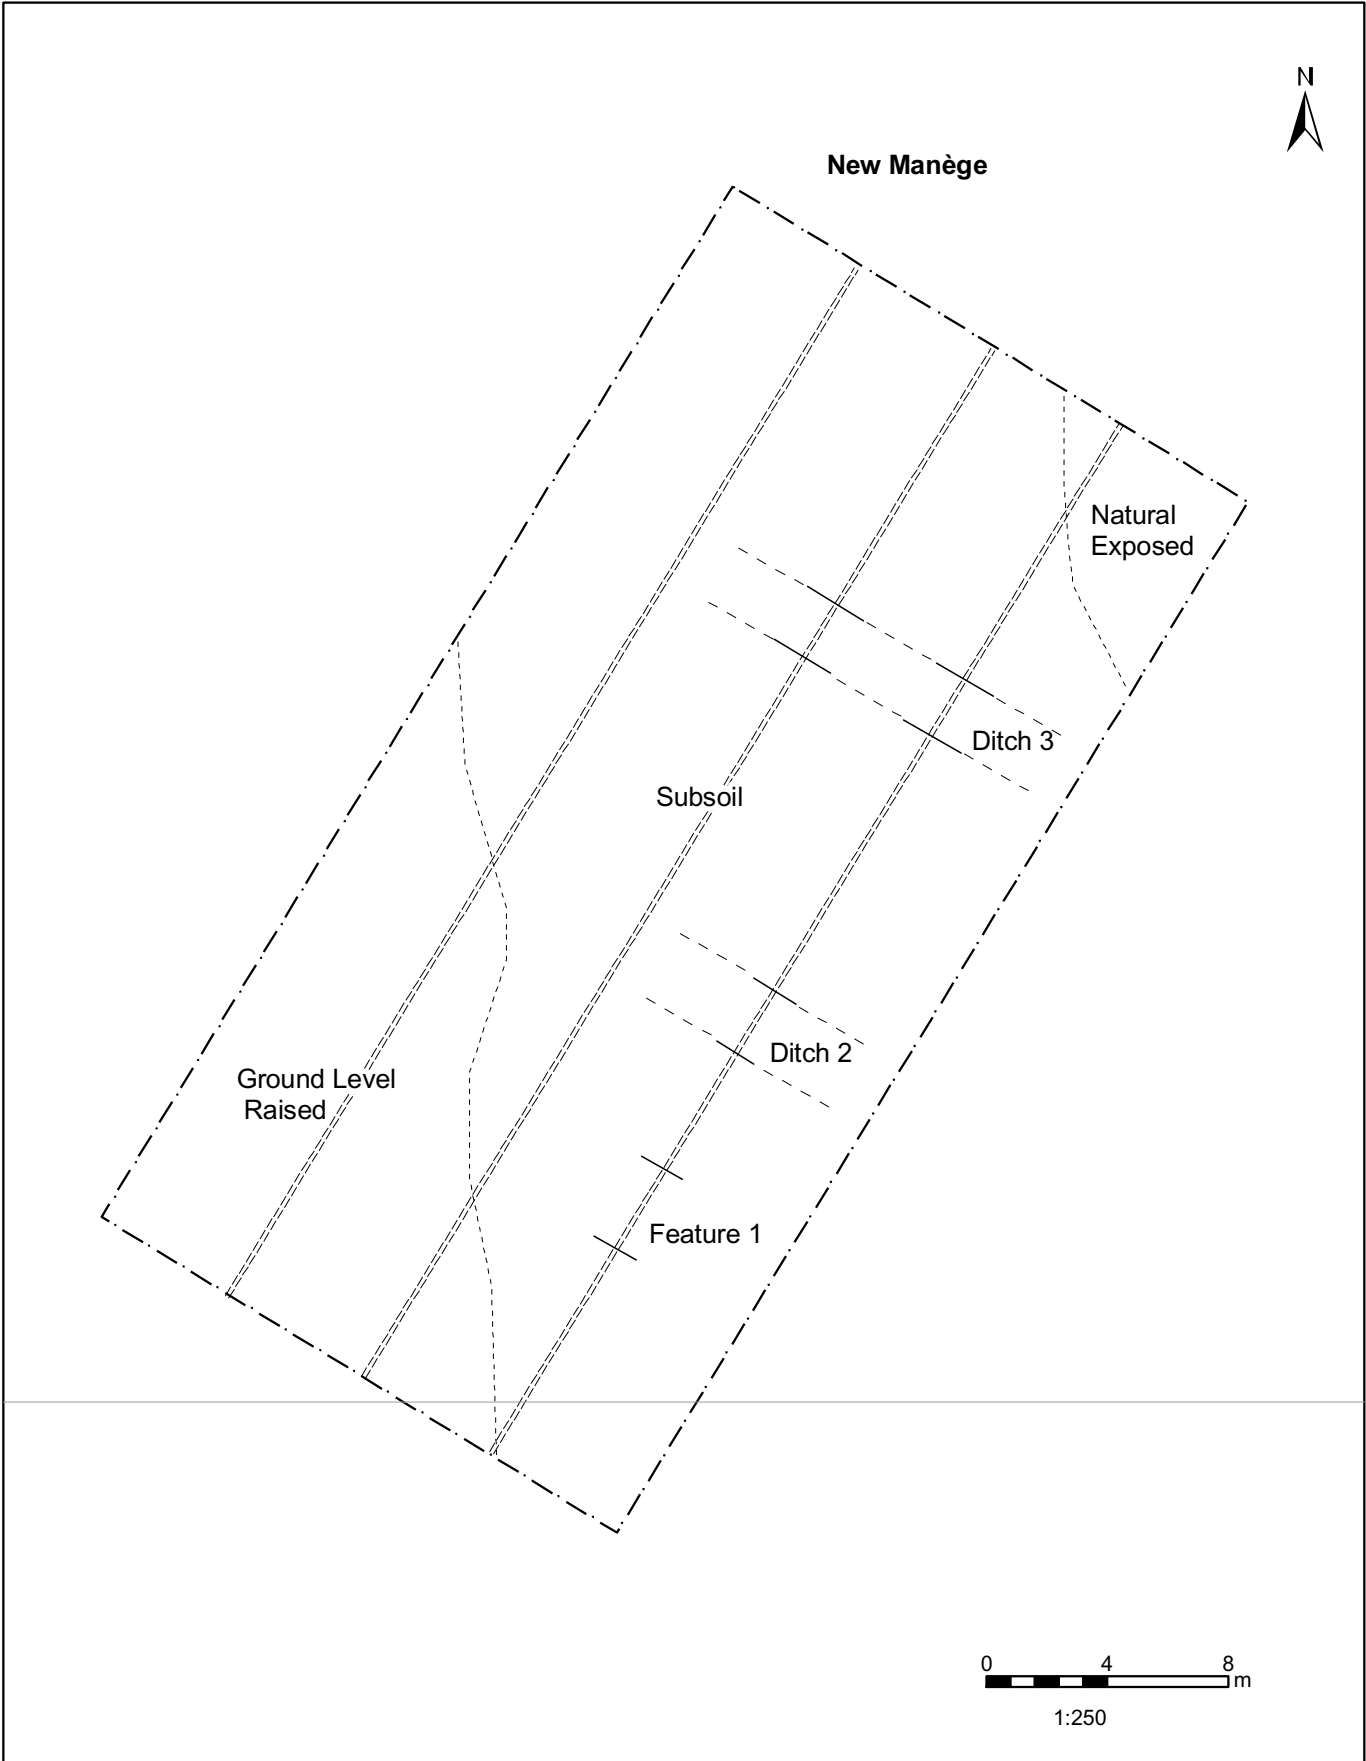 N
New Manège
Natural
Exposed
Ditch 3
Subsoil
Ditch 2
Ground Level
Raised
Feature 1
0 4 8
m
1:250